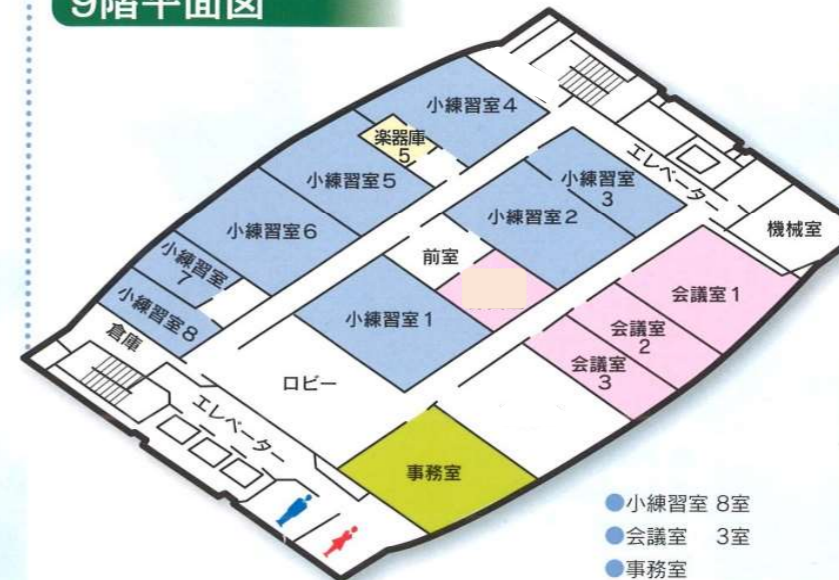 9階平面図
小練習室4
楽器庫
5
エレベーター
小練習室
3
小練習室5
小練習室2
機械室
小練習室6
前室
小練習室
7
会議室1
小練習室8
小練習室1
会議室
2
倉庫
会議室
3
ロビー
エレベーター
事務室
●小練習室 8室
●会議室 3室
●事務室